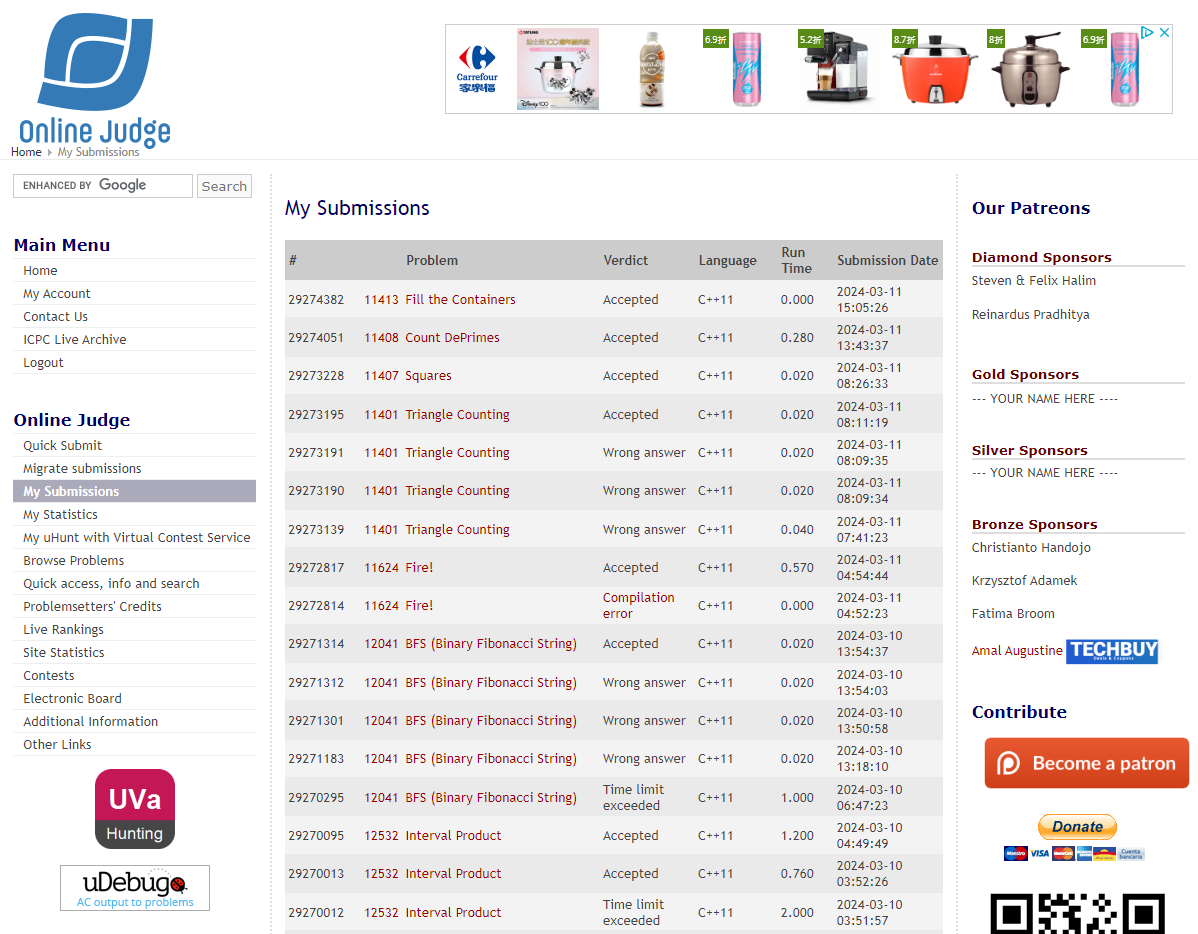 Online Judge
Home My Submissions
Carrefour
家樂福
6.9折
5.2折
8.7折
8折
6.9折
ENHANCED BY Google
Search
Main Menu
Home
My Account
Contact Us
ICPC Live Archive
Logout
Online Judge
Quick Submit
Migrate submissions
My Submissions
My Statistics
My uHunt with Virtual Contest Service
Browse Problems
Quick access, info and search
Problemsetters' Credits
Live Rankings
Site Statistics
Contests
Electronic Board
Additional Information
Other Links
UVa
Hunting
uDebug
AC output to problems
My Submissions
# Problem Verdict Language Run Time Submission Date
29274382 11413 Fill the Containers Accepted C++11 0.000 2024-03-11 15:05:26
29274051 11408 Count DePrimes Accepted C++11 0.280 2024-03-11 13:43:37
29273228 11407 Squares Accepted C++11 0.020 2024-03-11 08:26:33
29273195 11401 Triangle Counting Accepted C++11 0.020 2024-03-11 08:11:19
29273191 11401 Triangle Counting Wrong answer C++11 0.020 2024-03-11 08:09:35
29273190 11401 Triangle Counting Wrong answer C++11 0.020 2024-03-11 08:09:34
29273139 11401 Triangle Counting Wrong answer C++11 0.040 2024-03-11 07:41:23
29272817 11624 Fire! Accepted C++11 0.570 2024-03-11 04:54:44
29272814 11624 Fire! Compilation error C++11 0.000 2024-03-11 04:52:23
29271314 12041 BFS (Binary Fibonacci String) Accepted C++11 0.020 2024-03-10 13:54:37
29271312 12041 BFS (Binary Fibonacci String) Wrong answer C++11 0.020 2024-03-10 13:54:03
29271301 12041 BFS (Binary Fibonacci String) Wrong answer C++11 0.020 2024-03-10 13:50:58
29271183 12041 BFS (Binary Fibonacci String) Wrong answer C++11 0.020 2024-03-10 13:18:10
29270295 12041 BFS (Binary Fibonacci String) Time limit exceeded C++11 1.000 2024-03-10 06:47:23
29270095 12532 Interval Product Accepted C++11 1.200 2024-03-10 04:49:49
29270013 12532 Interval Product Accepted C++11 0.760 2024-03-10 03:52:26
29270012 12532 Interval Product Time limit exceeded C++11 2.000 2024-03-10 03:51:57
Our Patreons
Diamond Sponsors
Steven & Felix Halim
Reinardus Pradhitya
Gold Sponsors
--- YOUR NAME HERE ----
Silver Sponsors
--- YOUR NAME HERE ----
Bronze Sponsors
Christianto Handojo
Krzysztof Adamek
Fatima Broom
Amal Augustine TECHBUY
Contribute
Become a patron
Donate
Maestro VISA
Cuenta bancaria